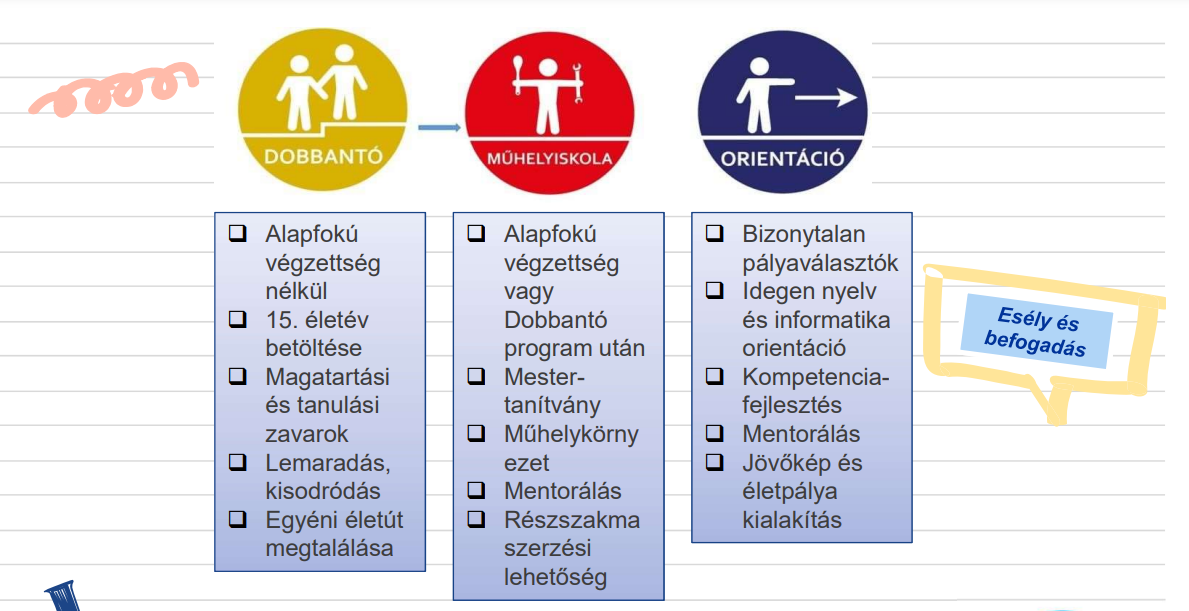 DOBBANTÓ
MŰHELYISKOLA
ORIENTÁCIÓ
Alapfokú
végzettség
nélkül
15. életév
betöltése
Magatartási
és tanulási
zavarok
Lemaradás,
kisodródás
Egyéni életút
megtalálása
Alapfokú
végzettség
vagy
Dobbantó
program után
Mester-
tanítvány
Műhelykörny
ezet
Mentorálás
Részszakma
szerzési
lehetőség
Bizonytalan
pályaválasztók
Idegen nyelv
és informatika
orientáció
Kompetencia-
fejlesztés
Mentorálás
Jövőkép és
életpálya
kialakítás
Esély és
befogadás